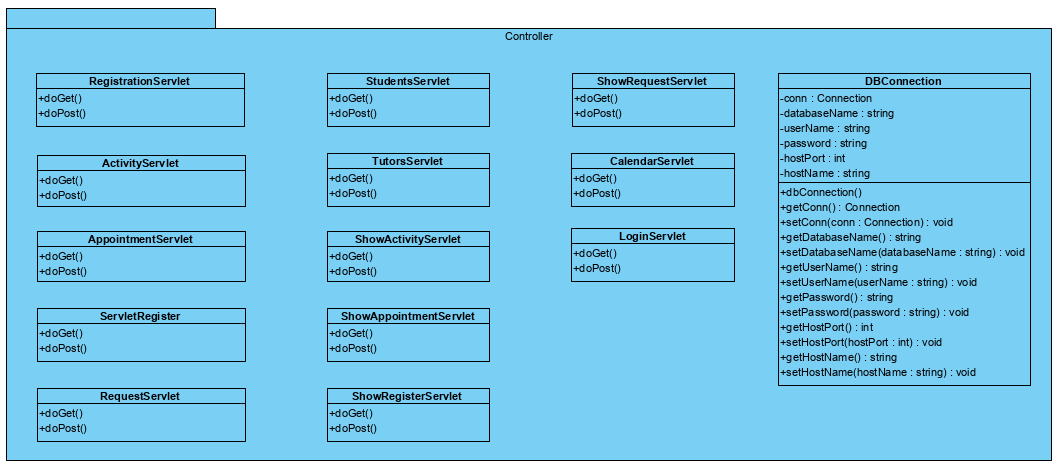 Controller
RegistrationServlet
+doGet()
+doPost()
ActivityServlet
+doGet()
+doPost()
AppointmentServlet
+doGet()
+doPost()
ServletRegister
+doGet()
+doPost()
RequestServlet
+doGet()
+doPost()
StudentsServlet
+doGet()
+doPost()
TutorsServlet
+doGet()
+doPost()
ShowActivityServlet
+doGet()
+doPost()
ShowAppointmentServlet
+doGet()
+doPost()
ShowRegisterServlet
+doGet()
+doPost()
ShowRequestServlet
+doGet()
+doPost()
CalendarServlet
+doGet()
+doPost()
LoginServlet
+doGet()
+doPost()
DBConnection
-conn : Connection
-databaseName : string
-userName : string
-password : string
-hostPort : int
-hostName : string
+dbConnection()
+getConn() : Connection
+setConn(conn : Connection) : void
+getDatabaseName() : string
+setDatabaseName(databaseName : string) : void
+getUserName() : string
+setUserName(userName : string) : void
+getPassword() : string
+setPassword(password : string) : void
+getHostPort() : int
+setHostPort(hostPort : int) : void
+getHostName() : string
+setHostName(hostName : string) : void